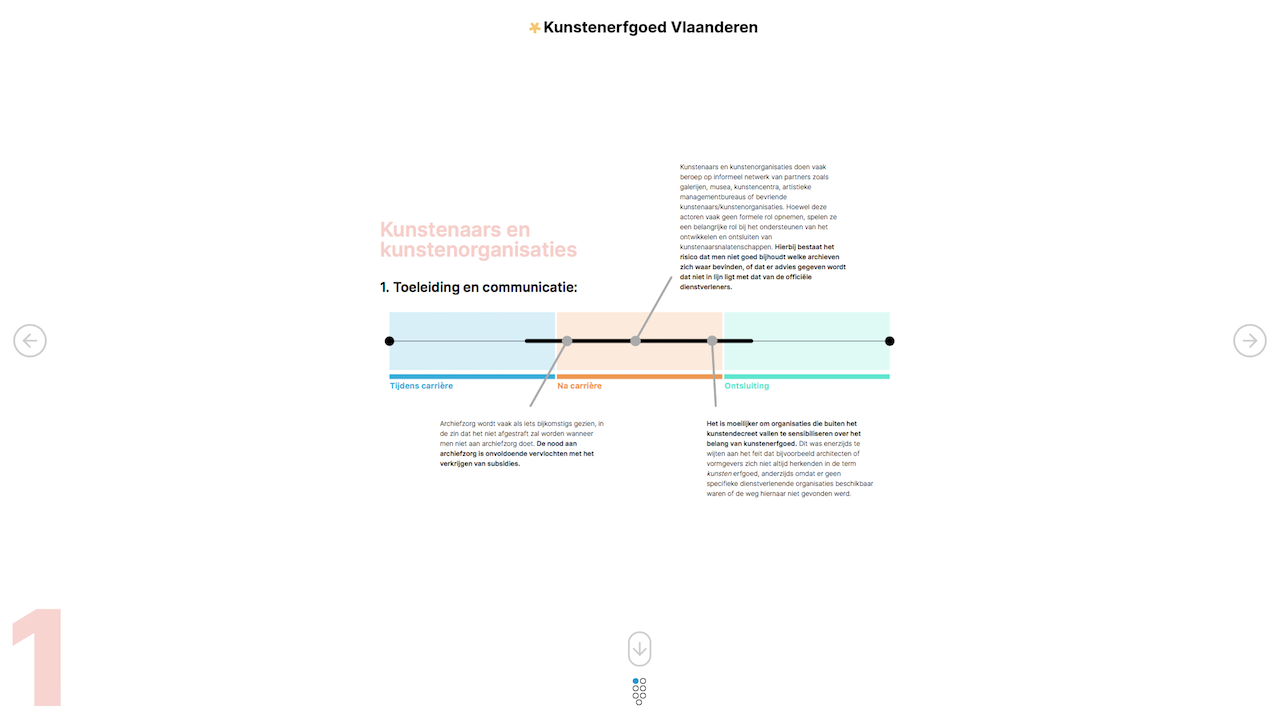 Kunstenerfgoed Vlaanderen
Kunstenaars en kunstenorganisaties doen vaak
beroep op informeel netwerk van partners zoals
galerijen, musea, kunstencentra, artistieke
managementbureaus of bevriende
kunstenaars/kunstenorganisaties. Hoewel deze
actoren vaak geen formele rol opnemen, spelen ze
een belangrijke rol bij het ondersteunen van het
ontwikkelen en ontsluiten van
kunstenaarsnalatenschappen. Hierbij bestaat het
risico dat men niet goed bijhoudt welke archieven
zich waar bevinden, of dat er advies gegeven wordt
dat niet in lijn ligt met dat van de officiële
dienstverleners.
Kunstenaars en
kunstenorganisaties
1. Toeleiding en communicatie:
Tijdens carrière
Na carrière
Ontsluiting
Archiefzorg wordt vaak als iets bijkomstigs gezien, in
de zin dat het niet afgestraft zal worden wanneer
men niet aan archiefzorg doet. De nood aan
archiefzorg is onvoldoende vervlochten met het
verkrijgen van subsidies.
Het is moeilijker om organisaties die buiten het
kunstendecreet vallen te sensibiliseren over het
belang van kunstenerfgoed. Dit was enerzijds te
wijten aan het feit dat bijvoorbeeld architecten of
vormgevers zich niet altijd herkenden in de term
kunsten erfgoed, anderzijds omdat er geen
specifieke dienstverlenende organisaties beschikbaar
waren of de weg hiernaar niet gevonden werd.
1